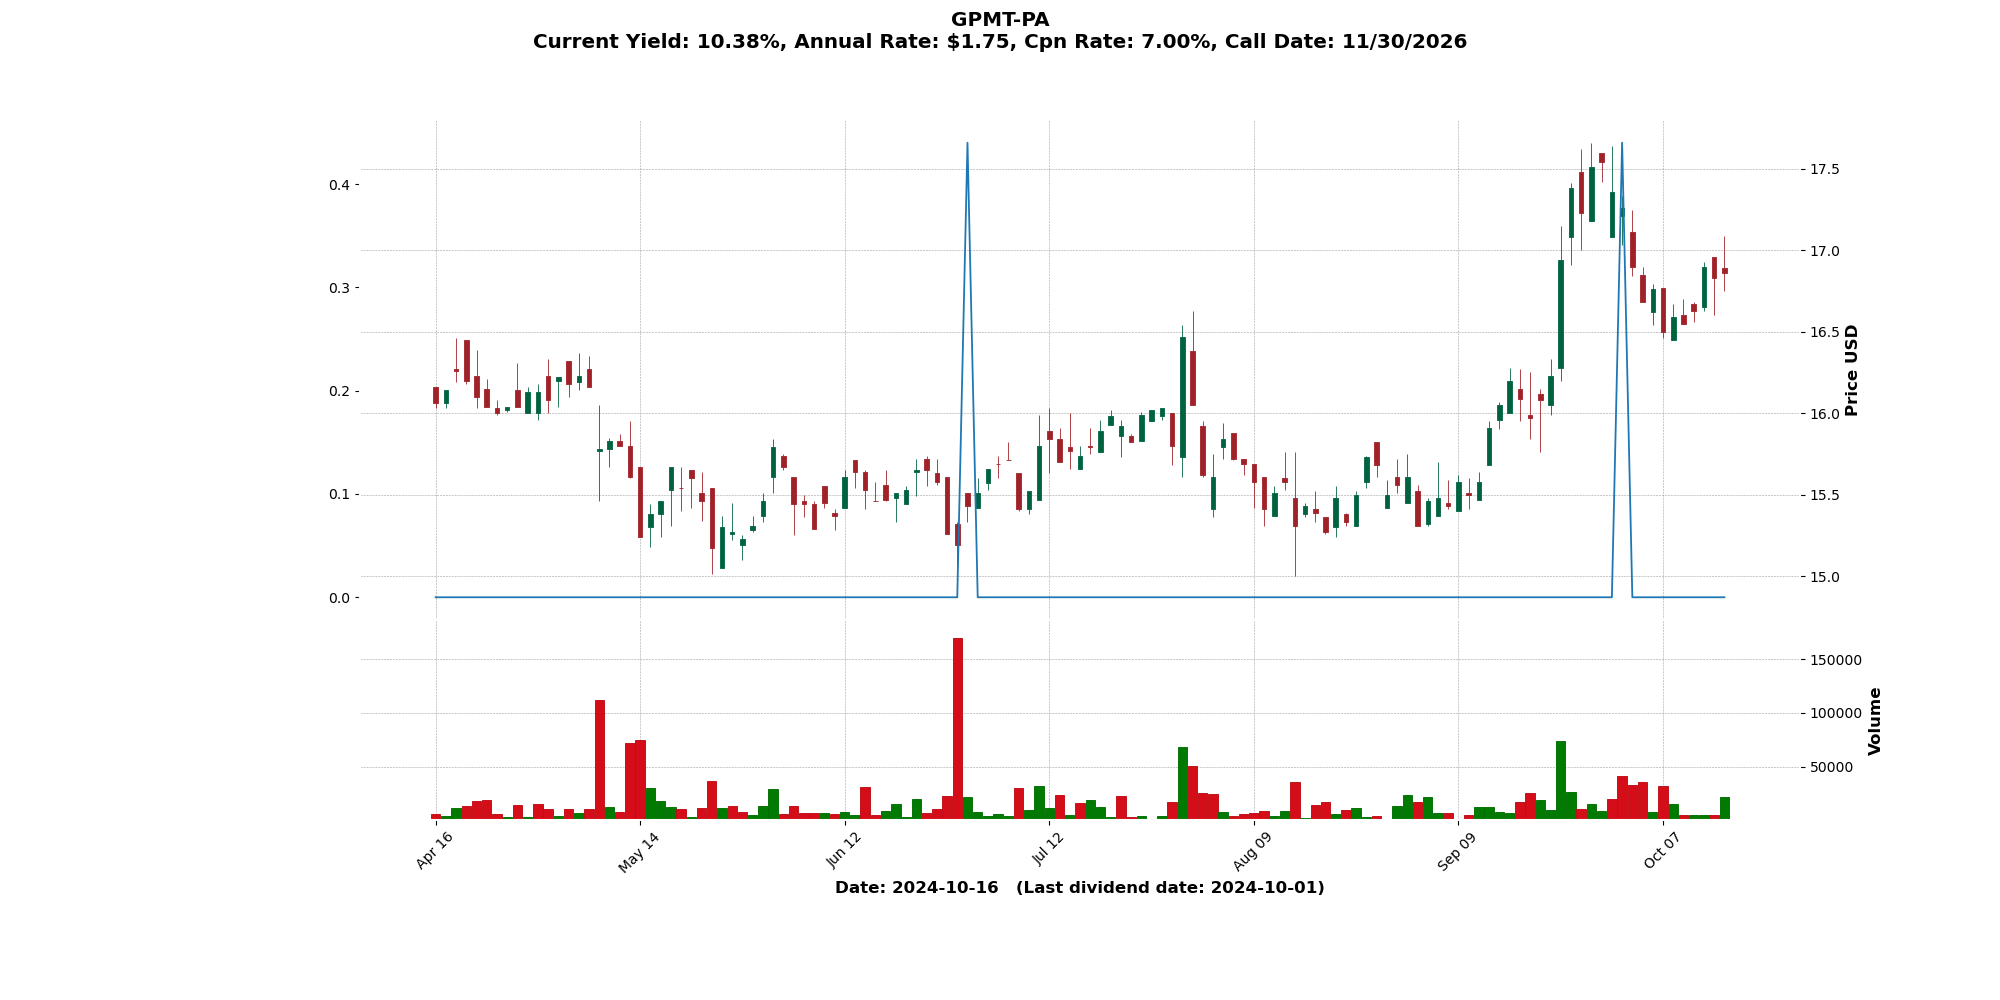 GPMT-PA
Current Yield: 10.38%, Annual Rate: $1.75, Cpn Rate: 7.00%, Call Date: 11/30/2026
0.4
0.3
0.2
0.1
0.0
17.5
17.0
16.5
16.0
15.5
15.0
Price USD
150000
100000
50000
Volume
Apr 16
May 14
Jun 12
Jul 12
Aug 09
Sep 09
Oct 07
Date: 2024-10-16 (Last dividend date: 2024-10-01)